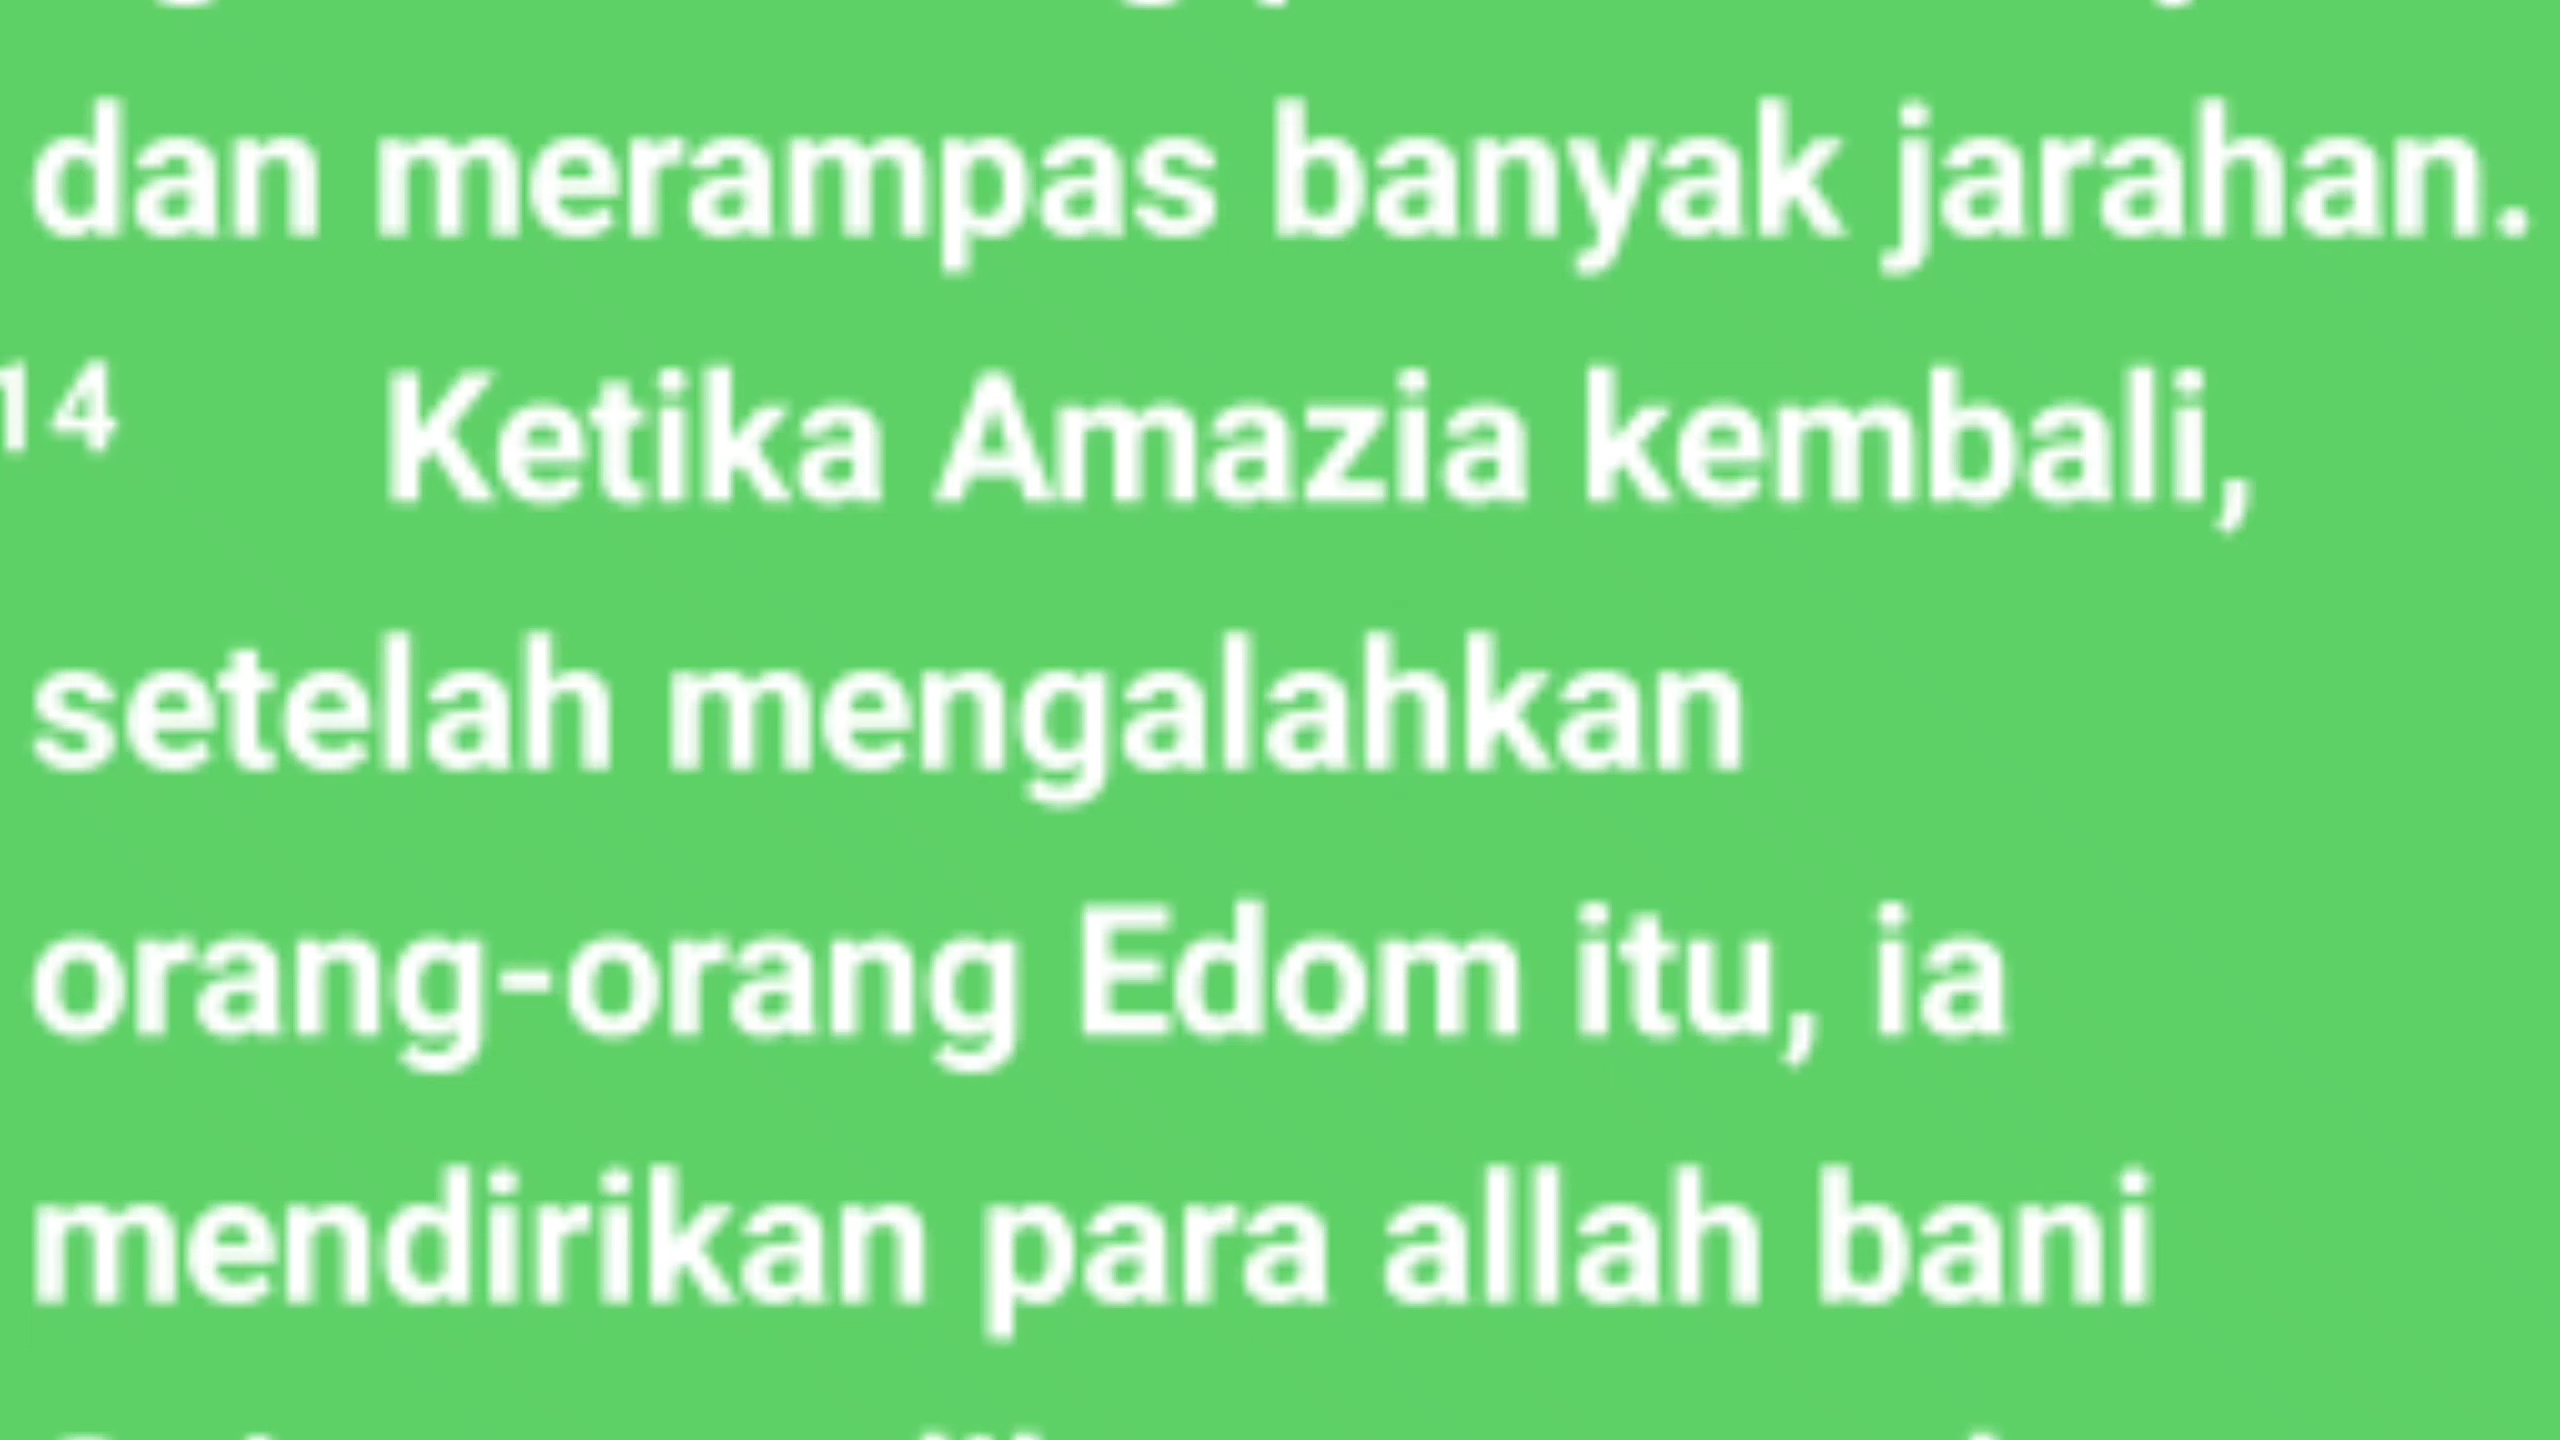 dan merampas banyak jarahan.
14 Ketika Amazia kembali,
setelah mengalahkan
orang-orang Edom itu, ia
mendirikan para allah bani